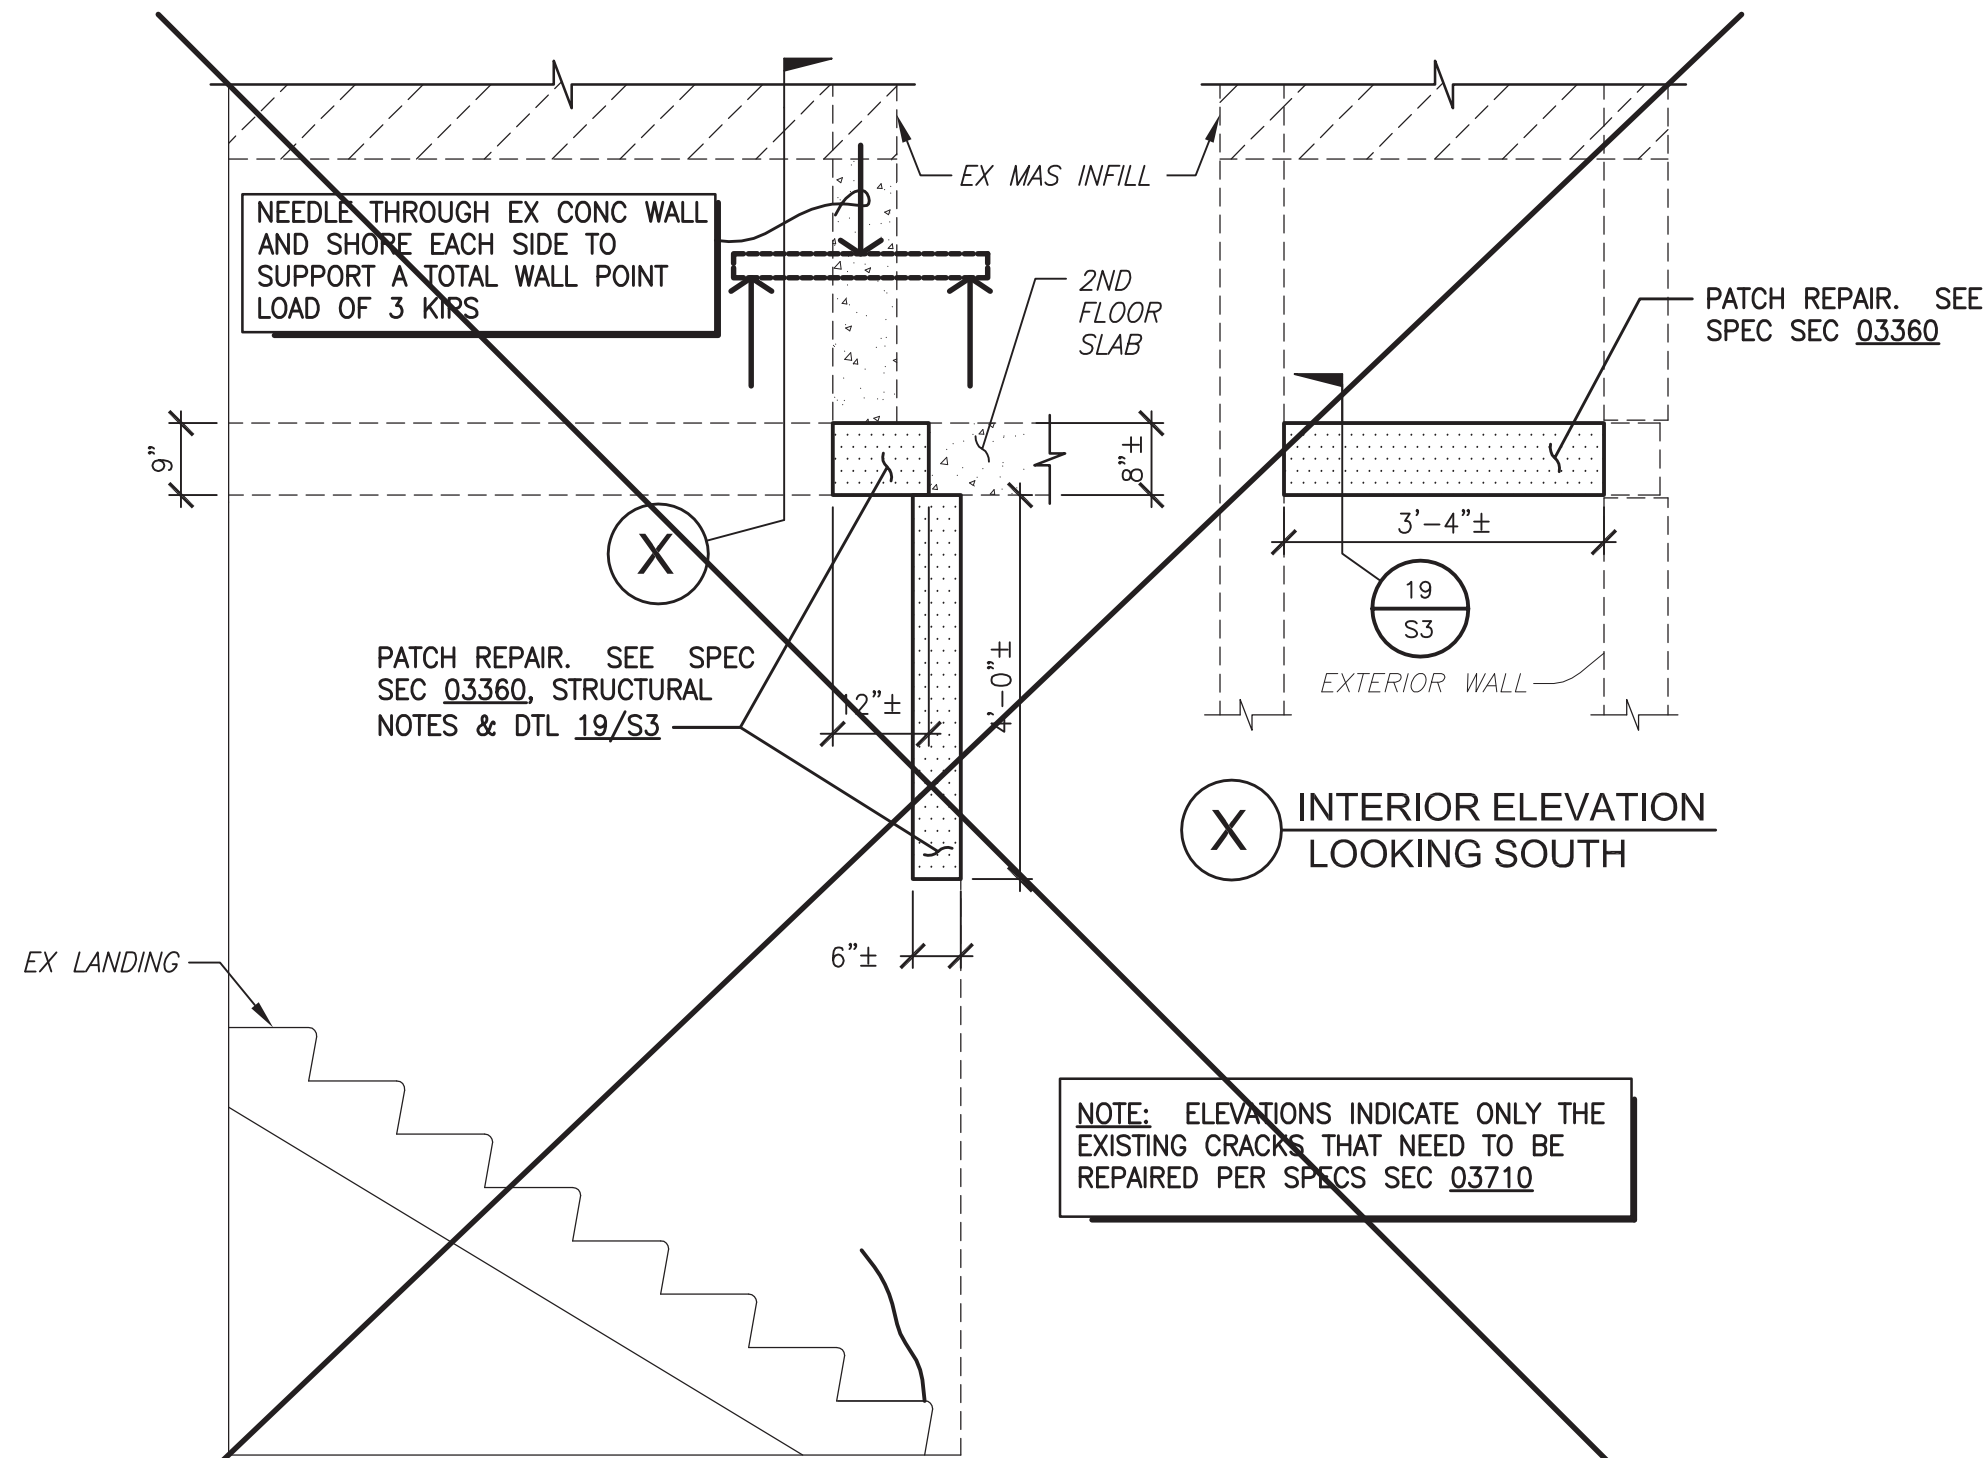 NEEDLE THROUGH EX CONC WALL
AND SHORE EACH SIDE TO
SUPPORT A TOTAL WALL POINT
LOAD OF 3 KIPS
EX MAS INFILL
2ND
FLOOR
SLAB
PATCH REPAIR. SEE
SPEC SEC 03360
9"
8"±
3'-4"±
X
19
S3
EXTERIOR WALL
PATCH REPAIR. SEE SPEC
SEC 03360, STRUCTURAL
NOTES & DTL 19/S3
12"±
4'-0"±
X
INTERIOR ELEVATION
LOOKING SOUTH
6"±
EX LANDING
NOTE: ELEVATIONS INDICATE ONLY THE
EXISTING CRACKS THAT NEED TO BE
REPAIRED PER SPECS SEC 03710